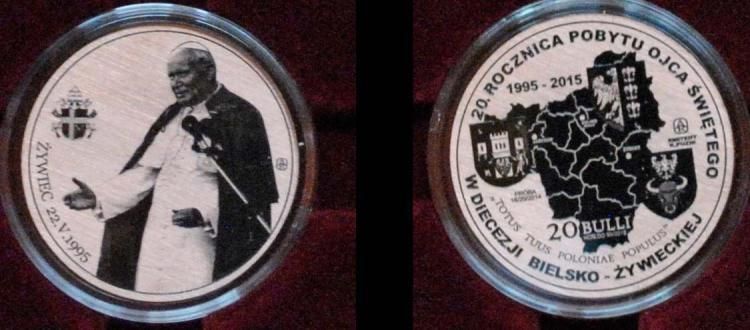 ŻYWIEC 22.V.1995
20. ROCZNICA POBYTU OJCA ŚWIĘTEGO
1995 - 2015
PRÓBA
20 BULLI
"TOTUS TUUS POLONIAE POPULUS"
W DIECEZJI BIELSKO - ŻYWIECKIEJ